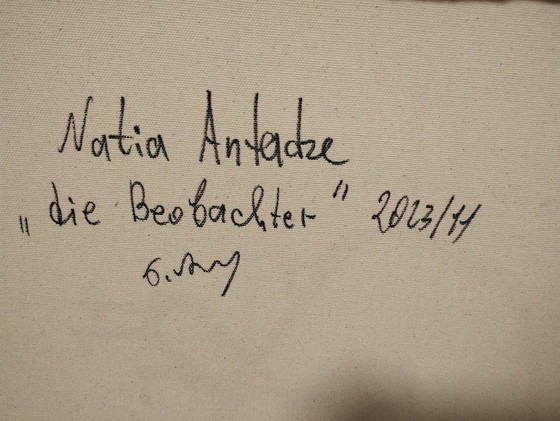 Natia Antadze
„die Beobachter" 2023/11